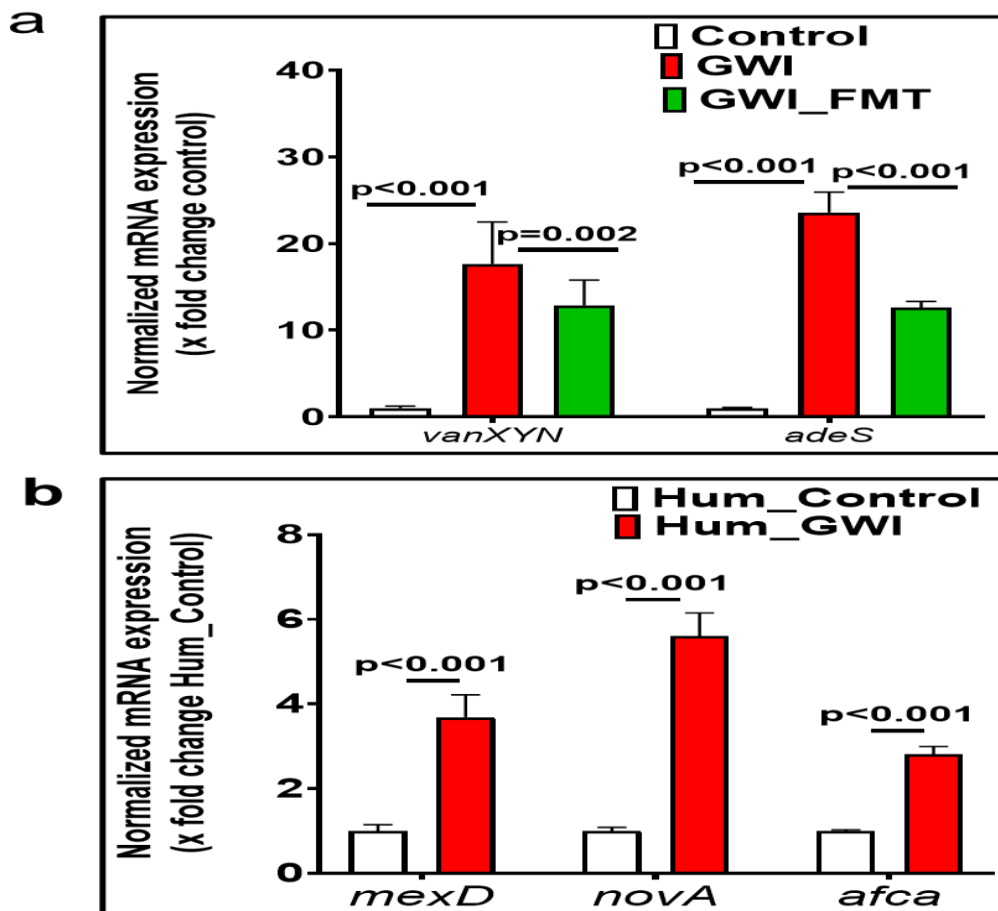 a
Control
GWI
GWI_FMT
Normalized mRNA expression
(x fold change control)
40
30
20
10
0
p<0.001
p=0.002
p<0.001
p<0.001
vanXYN
adeS
b
Hum_Control
Hum_GWI
Normalized mRNA expression
(x fold change Hum_Control)
8
6
4
2
0
p<0.001
p<0.001
p<0.001
mexD
novA
afca